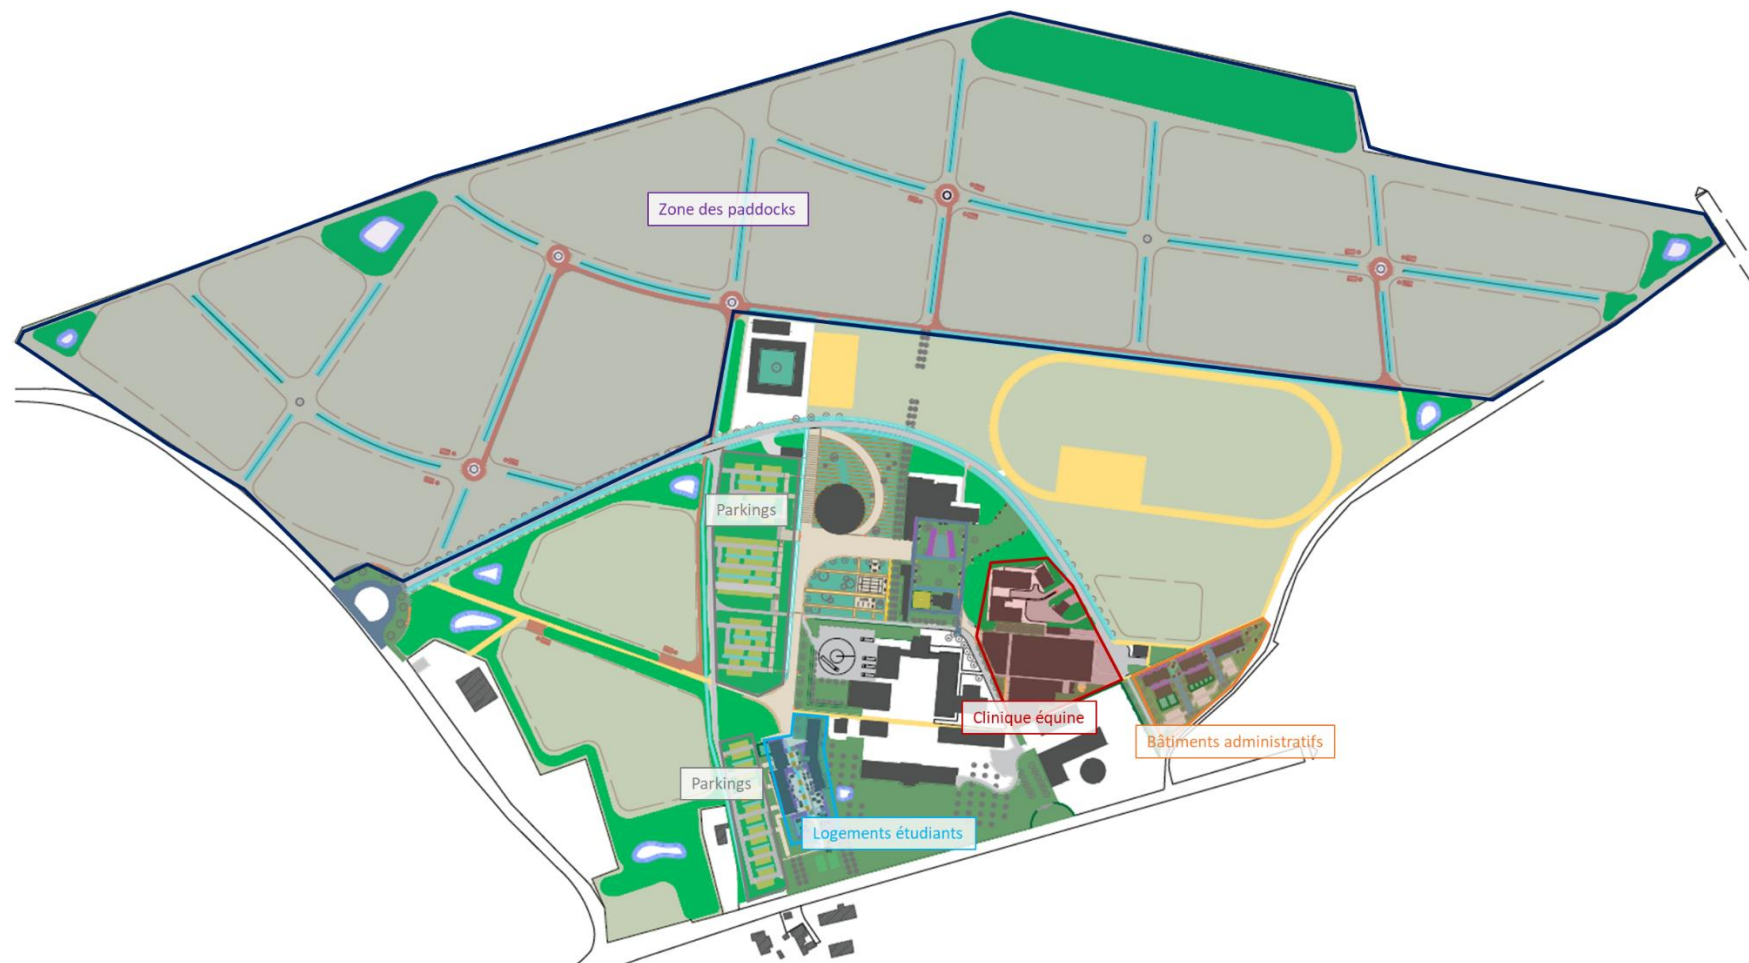 Zone des paddocks
Parkings
Clinique équine
Bâtiments administratifs
Parkings
Logements étudiants